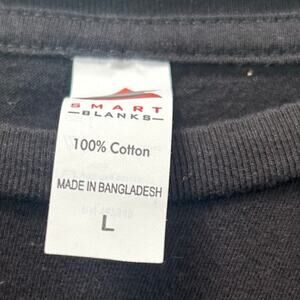 SMART
BLANKS
100% Cotton
MADE IN BANGLADESH
L